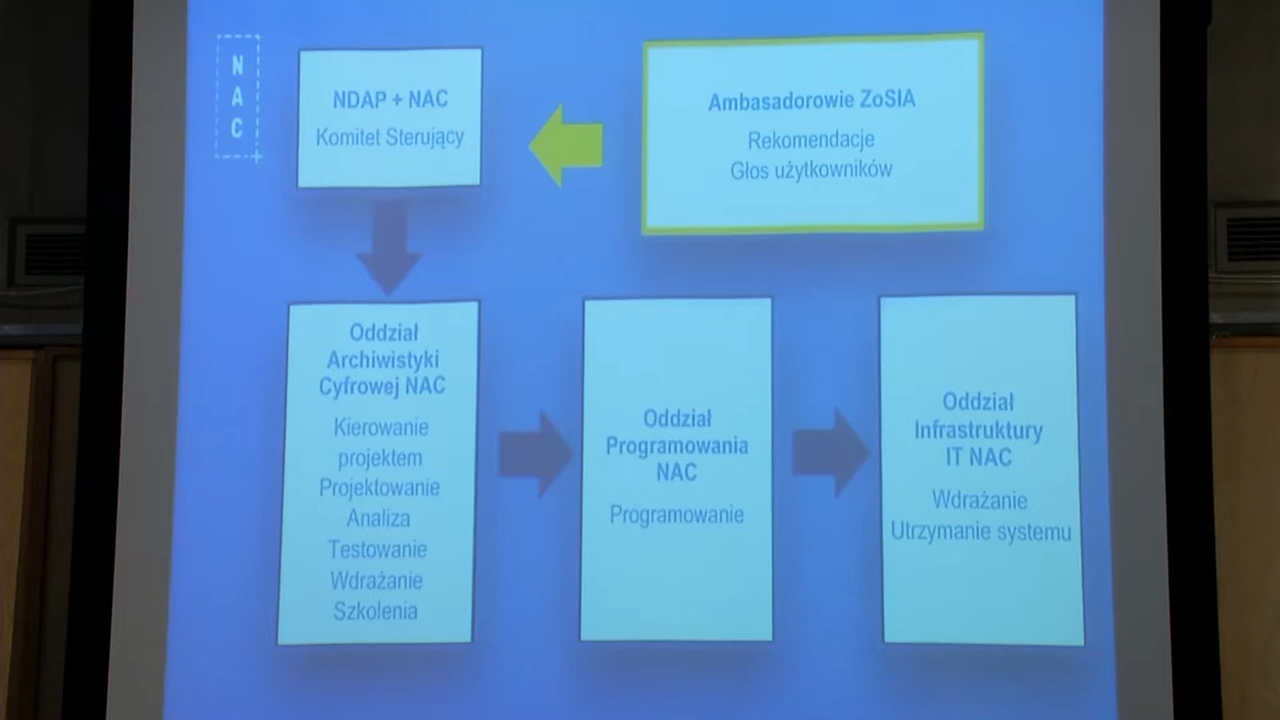 N
A
C
NDAP + NAC
Komitet Sterujący
Ambasadorowie ZoSIA
Rekomendacje
Głos użytkowników
Oddział
Archiwistyki
Cyfrowej NAC
Kierowanie
projektem
Projektowanie
Analiza
Testowanie
Wdrażanie
Szkolenia
Oddział
Programowania
NAC
Programowanie
Oddział
Infrastruktury
IT NAC
Wdrażanie
Utrzymanie systemu